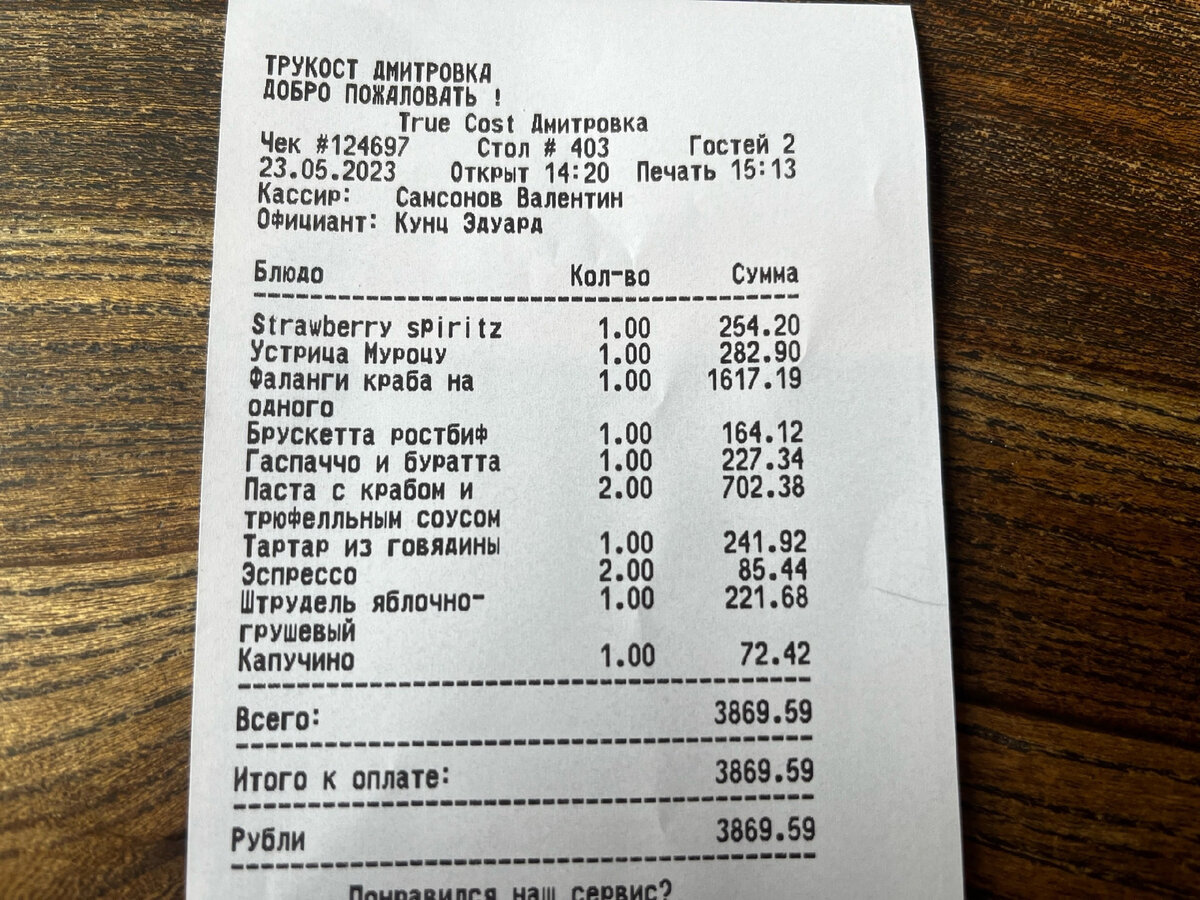 ТРУКОСТ ДМИТРОВКА
ДОБРО ПОЖАЛОВАТЬ !
True Cost Дмитровка
Чек #124697 Стол # 403 Гостей 2
23.05.2023 Открыт 14:20 Печать 15:13
Кассир: Самсонов Валентин
Официант: Кунц Эдуард
Блюдо Кол-во Сумма
Strawberry spiritz 1.00 254.20
Устрица Муроцу 1.00 282.90
Фаланги краба на 1.00 1617.19
одного
Брускетта ростбиф 1.00 164.12
Гаспаччо и буратта 1.00 227.34
Паста с крабом и 2.00 702.38
трюфелльным соусом
Тартар из говядины 1.00 241.92
Эспрессо 2.00 85.44
Штрудель яблочно- 1.00 221.68
грушевый
Капучино 1.00 72.42
Всего: 3869.59
Итого к оплате: 3869.59
Рубли 3869.59
Понравился наш сервис?